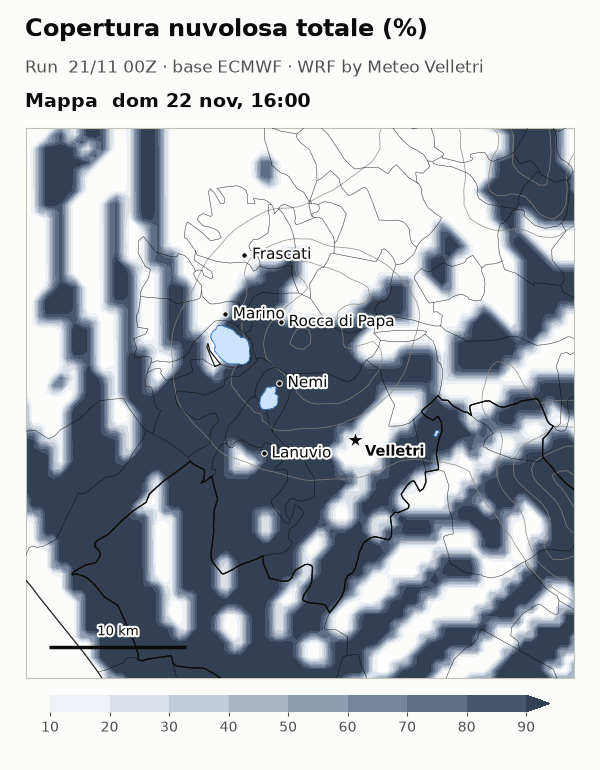 Copertura nuvolosa totale (%)
Run  21/11 00Z · base ECMWF · WRF by Meteo Velletri
Mappa  dom 22 nov, 16:00
Frascati
Marino
Rocca di Papa
Nemi
Lanuvio
Velletri
10 km
10 20 30 40 50 60 70 80 90